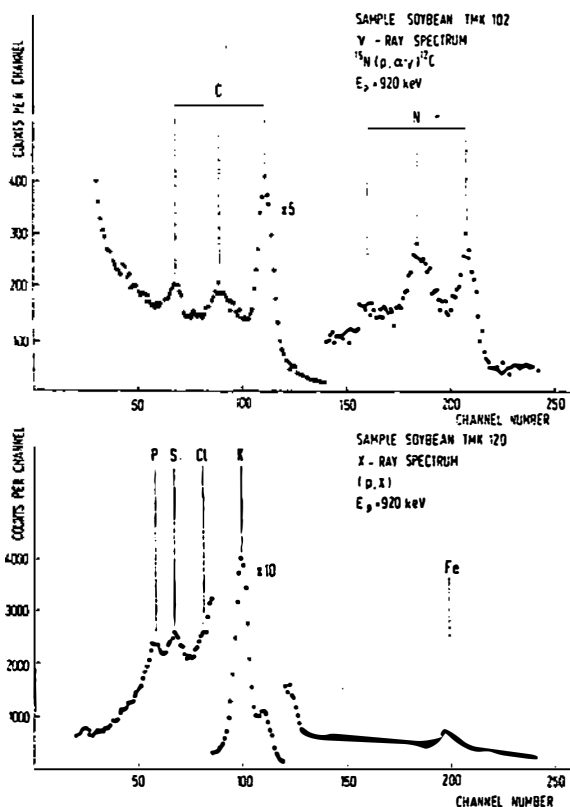 SAMPLE SOYBEAN TMK 102
γ - RAY SPECTRUM
¹⁵N (p, α-γ) ¹²C
Eₚ = 920 keV
COUNTS PER CHANNEL
C
N
400
300
200
100
x5
50
100
150
200
250
CHANNEL NUMBER
SAMPLE SOYBEAN TMK 120
X - RAY SPECTRUM
(p,x)
Eₚ = 920 keV
COUNTS PER CHANNEL
P
S
Cl
K
Fe
4000
3000
2000
1000
x10
50
100
150
200
250
CHANNEL NUMBER